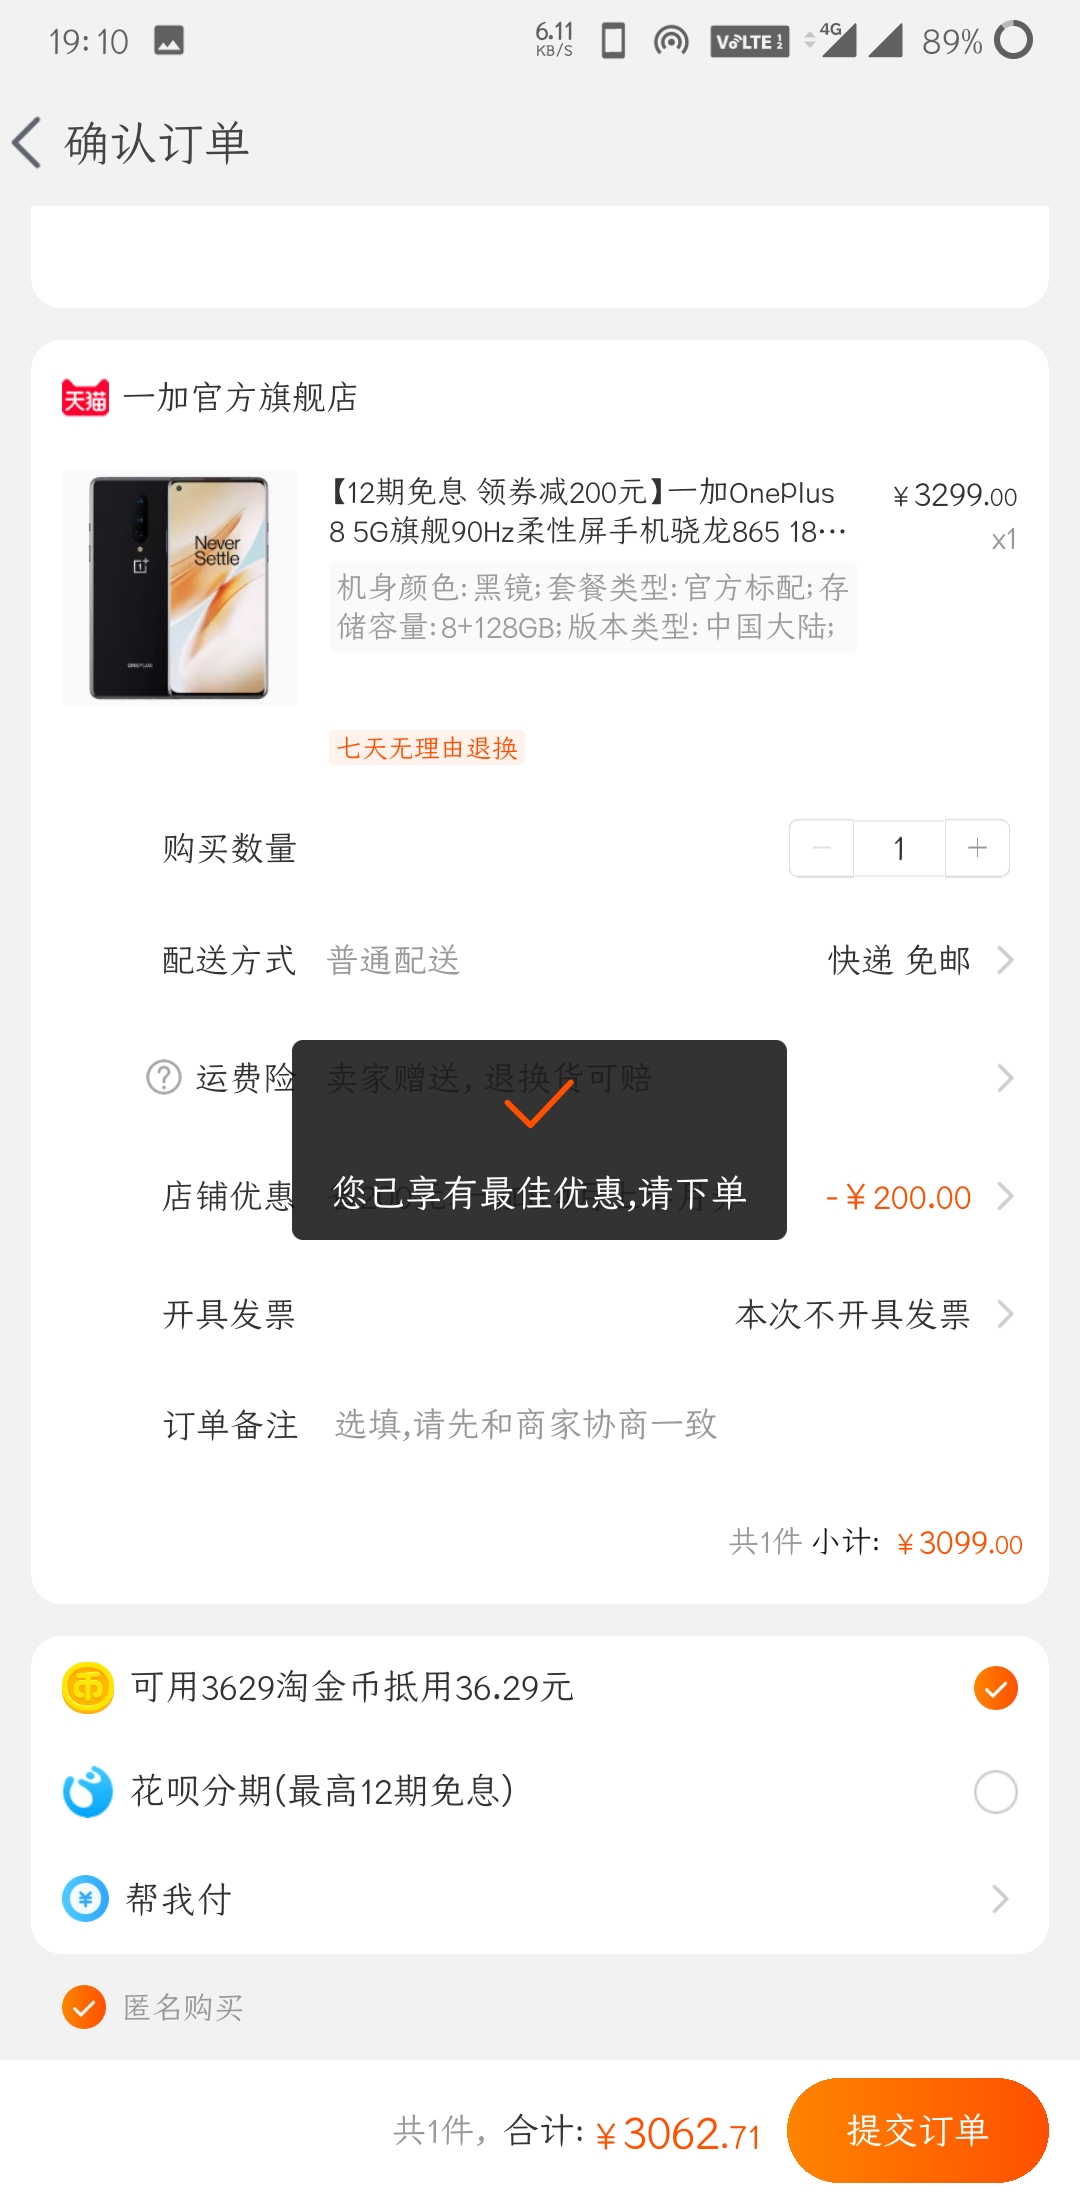 19:10
6.11
KB/S
VoLTE 1 2
4G
89%
确认订单
天猫 一加官方旗舰店
【12期免息 领券减200元】一加OnePlus
8 5G旗舰90Hz柔性屏手机骁龙865 18…
¥3299.00
x1
机身颜色:黑镜;套餐类型:官方标配;存
储容量:8+128GB;版本类型:中国大陆;
Never
Settle
ONEPLUS
七天无理由退换
购买数量 1
配送方式 普通配送 快递 免邮
运费险 卖家赠送, 退换货可赔
店铺优惠 -¥200.00
您已享有最佳优惠,请下单
开具发票 本次不开具发票
订单备注 选填,请先和商家协商一致
共1件 小计: ¥3099.00
币 可用3629淘金币抵用36.29元
花呗分期(最高12期免息)
¥ 帮我付
匿名购买
共1件, 合计: ¥3062.71 提交订单